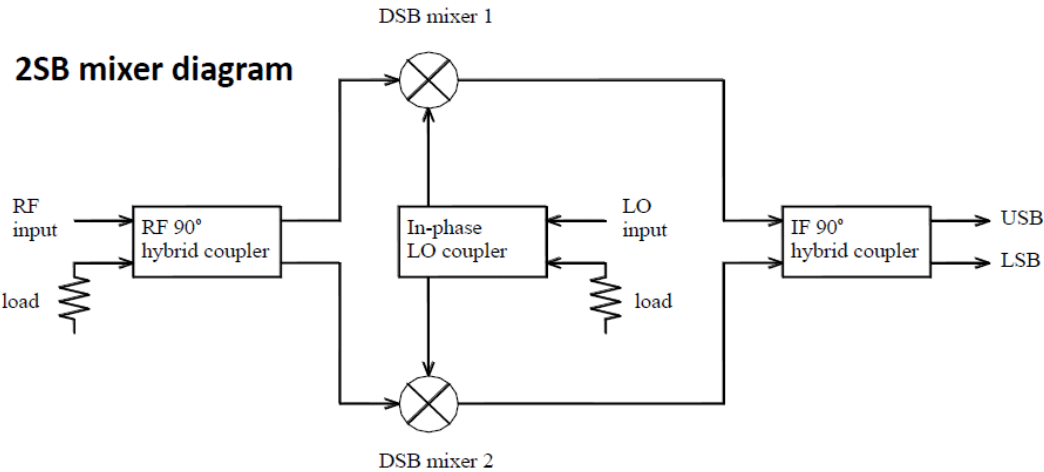 DSB mixer 1
2SB mixer diagram
RF
input
RF 90°
hybrid coupler
load
In-phase
LO coupler
LO
input
load
IF 90°
hybrid coupler
USB
LSB
DSB mixer 2